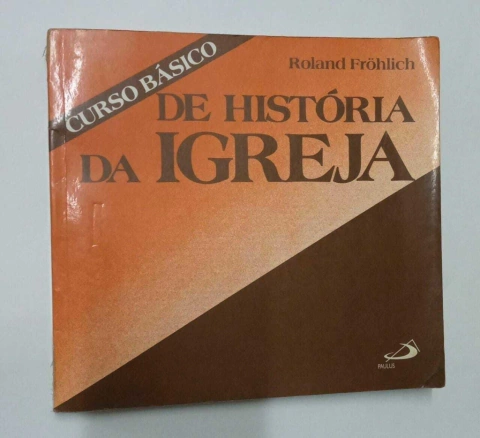 CURSO BÁSICO
Roland Fröhlich
DE HISTÓRIA
DA IGREJA
PAULUS